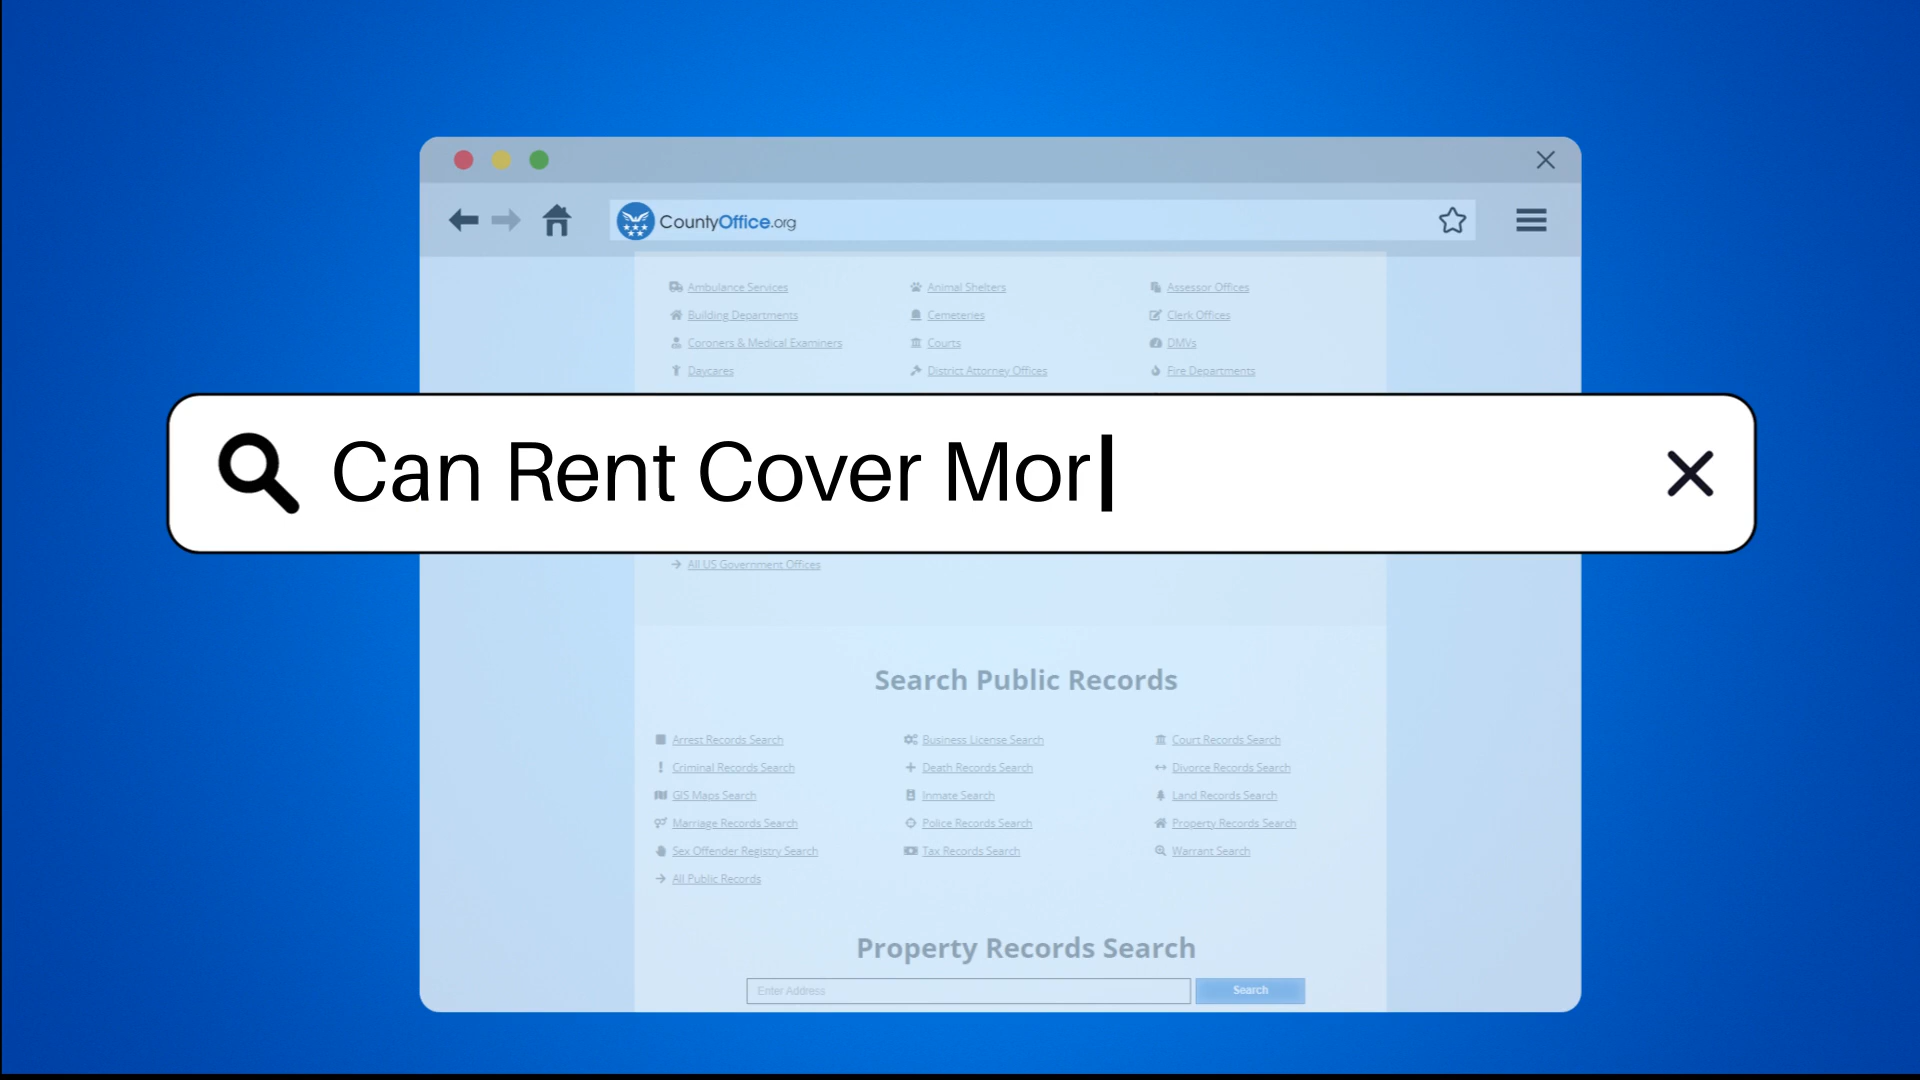 CountyOffice.org
Ambulance Services Animal Shelters Assessor Offices
Building Departments Cemeteries Clerk Offices
Coroners & Medical Examiners Courts DMVs
Daycares District Attorney Offices Fire Departments
Can Rent Cover Mor
All US Government Offices
Search Public Records
Arrest Records Search Business License Search Court Records Search
Criminal Records Search Death Records Search Divorce Records Search
GIS Maps Search Inmate Search Land Records Search
Marriage Records Search Police Records Search Property Records Search
Sex Offender Registry Search Tax Records Search Warrant Search
All Public Records
Property Records Search
Enter Address Search